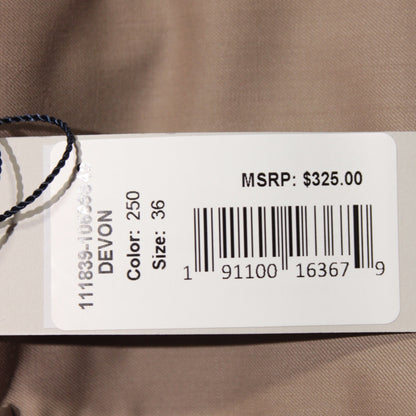 DEVON
Color: 250
Size: 36
MSRP: $325.00
1 91100 16367 9